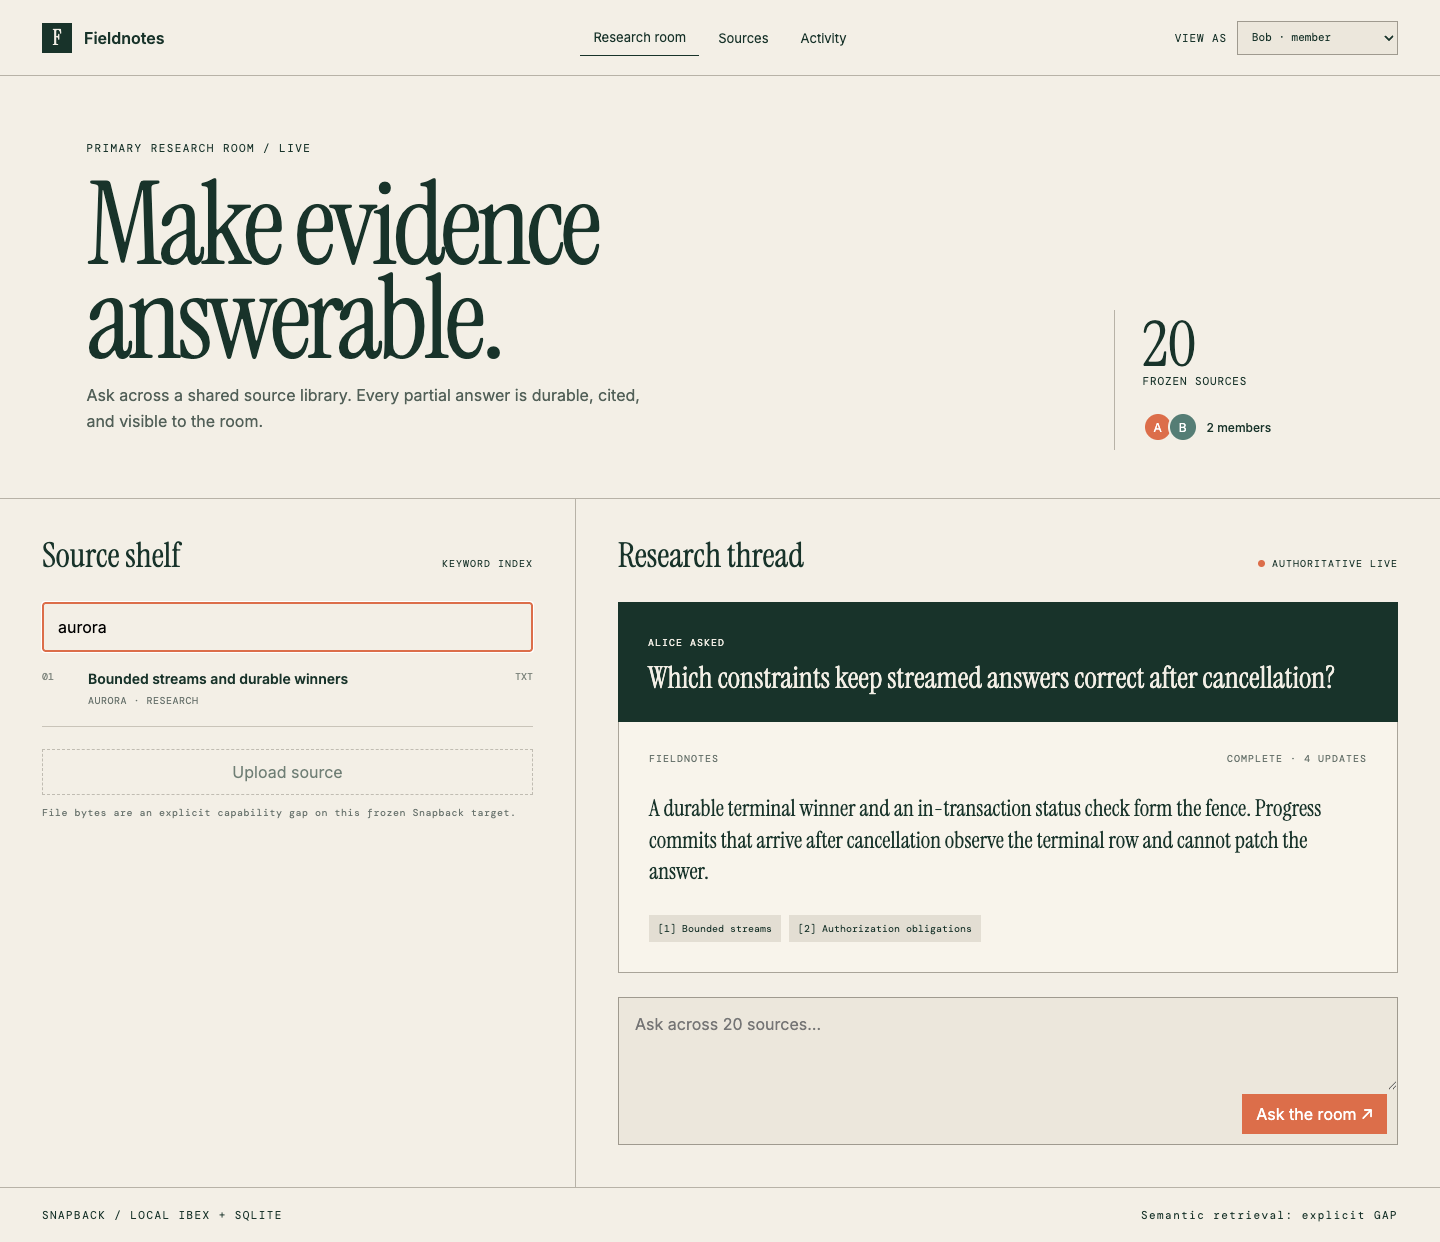 F Fieldnotes
Research room Sources Activity
VIEW AS Bob · member
PRIMARY RESEARCH ROOM / LIVE
Make evidence
answerable.
Ask across a shared source library. Every partial answer is durable, cited,
and visible to the room.
20
FROZEN SOURCES
A B 2 members
Source shelf
KEYWORD INDEX
aurora
01 Bounded streams and durable winners TXT
AURORA · RESEARCH
Upload source
File bytes are an explicit capability gap on this frozen Snapback target.
Research thread
AUTHORITATIVE LIVE
ALICE ASKED
Which constraints keep streamed answers correct after cancellation?
FIELDNOTES COMPLETE · 4 UPDATES
A durable terminal winner and an in-transaction status check form the fence. Progress
commits that arrive after cancellation observe the terminal row and cannot patch the
answer.
[1] Bounded streams [2] Authorization obligations
Ask across 20 sources...
Ask the room ↗
SNAPBACK / LOCAL IBEX + SQLITE
Semantic retrieval: explicit GAP